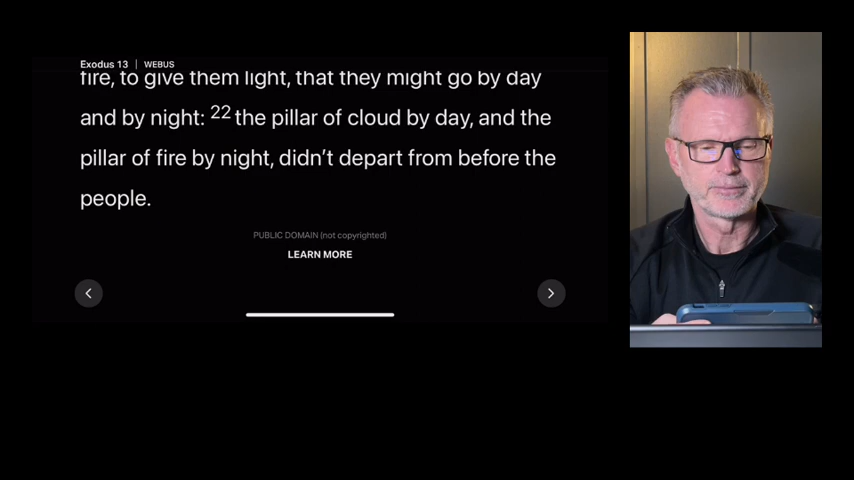 Exodus 13 | WEBUS
fire, to give them light, that they might go by day
and by night: 22 the pillar of cloud by day, and the
pillar of fire by night, didn’t depart from before the
people.
PUBLIC DOMAIN (not copyrighted)
LEARN MORE